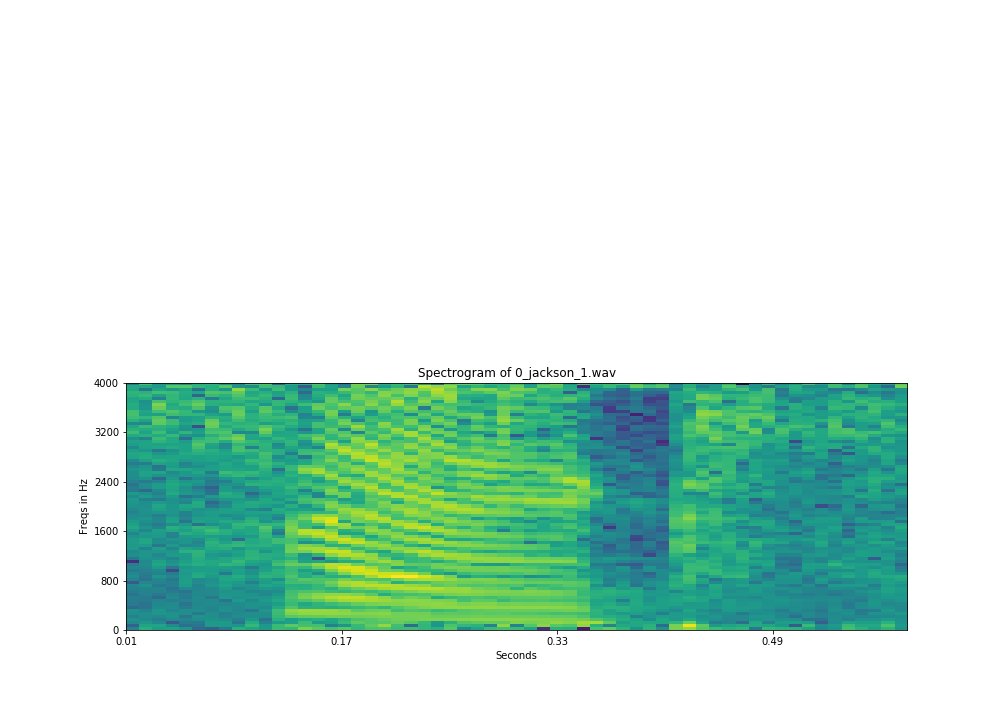 Spectrogram of 0_jackson_1.wav
4000
3200
2400
1600
800
0
Freqs in Hz
0.01 0.17 0.33 0.49
Seconds